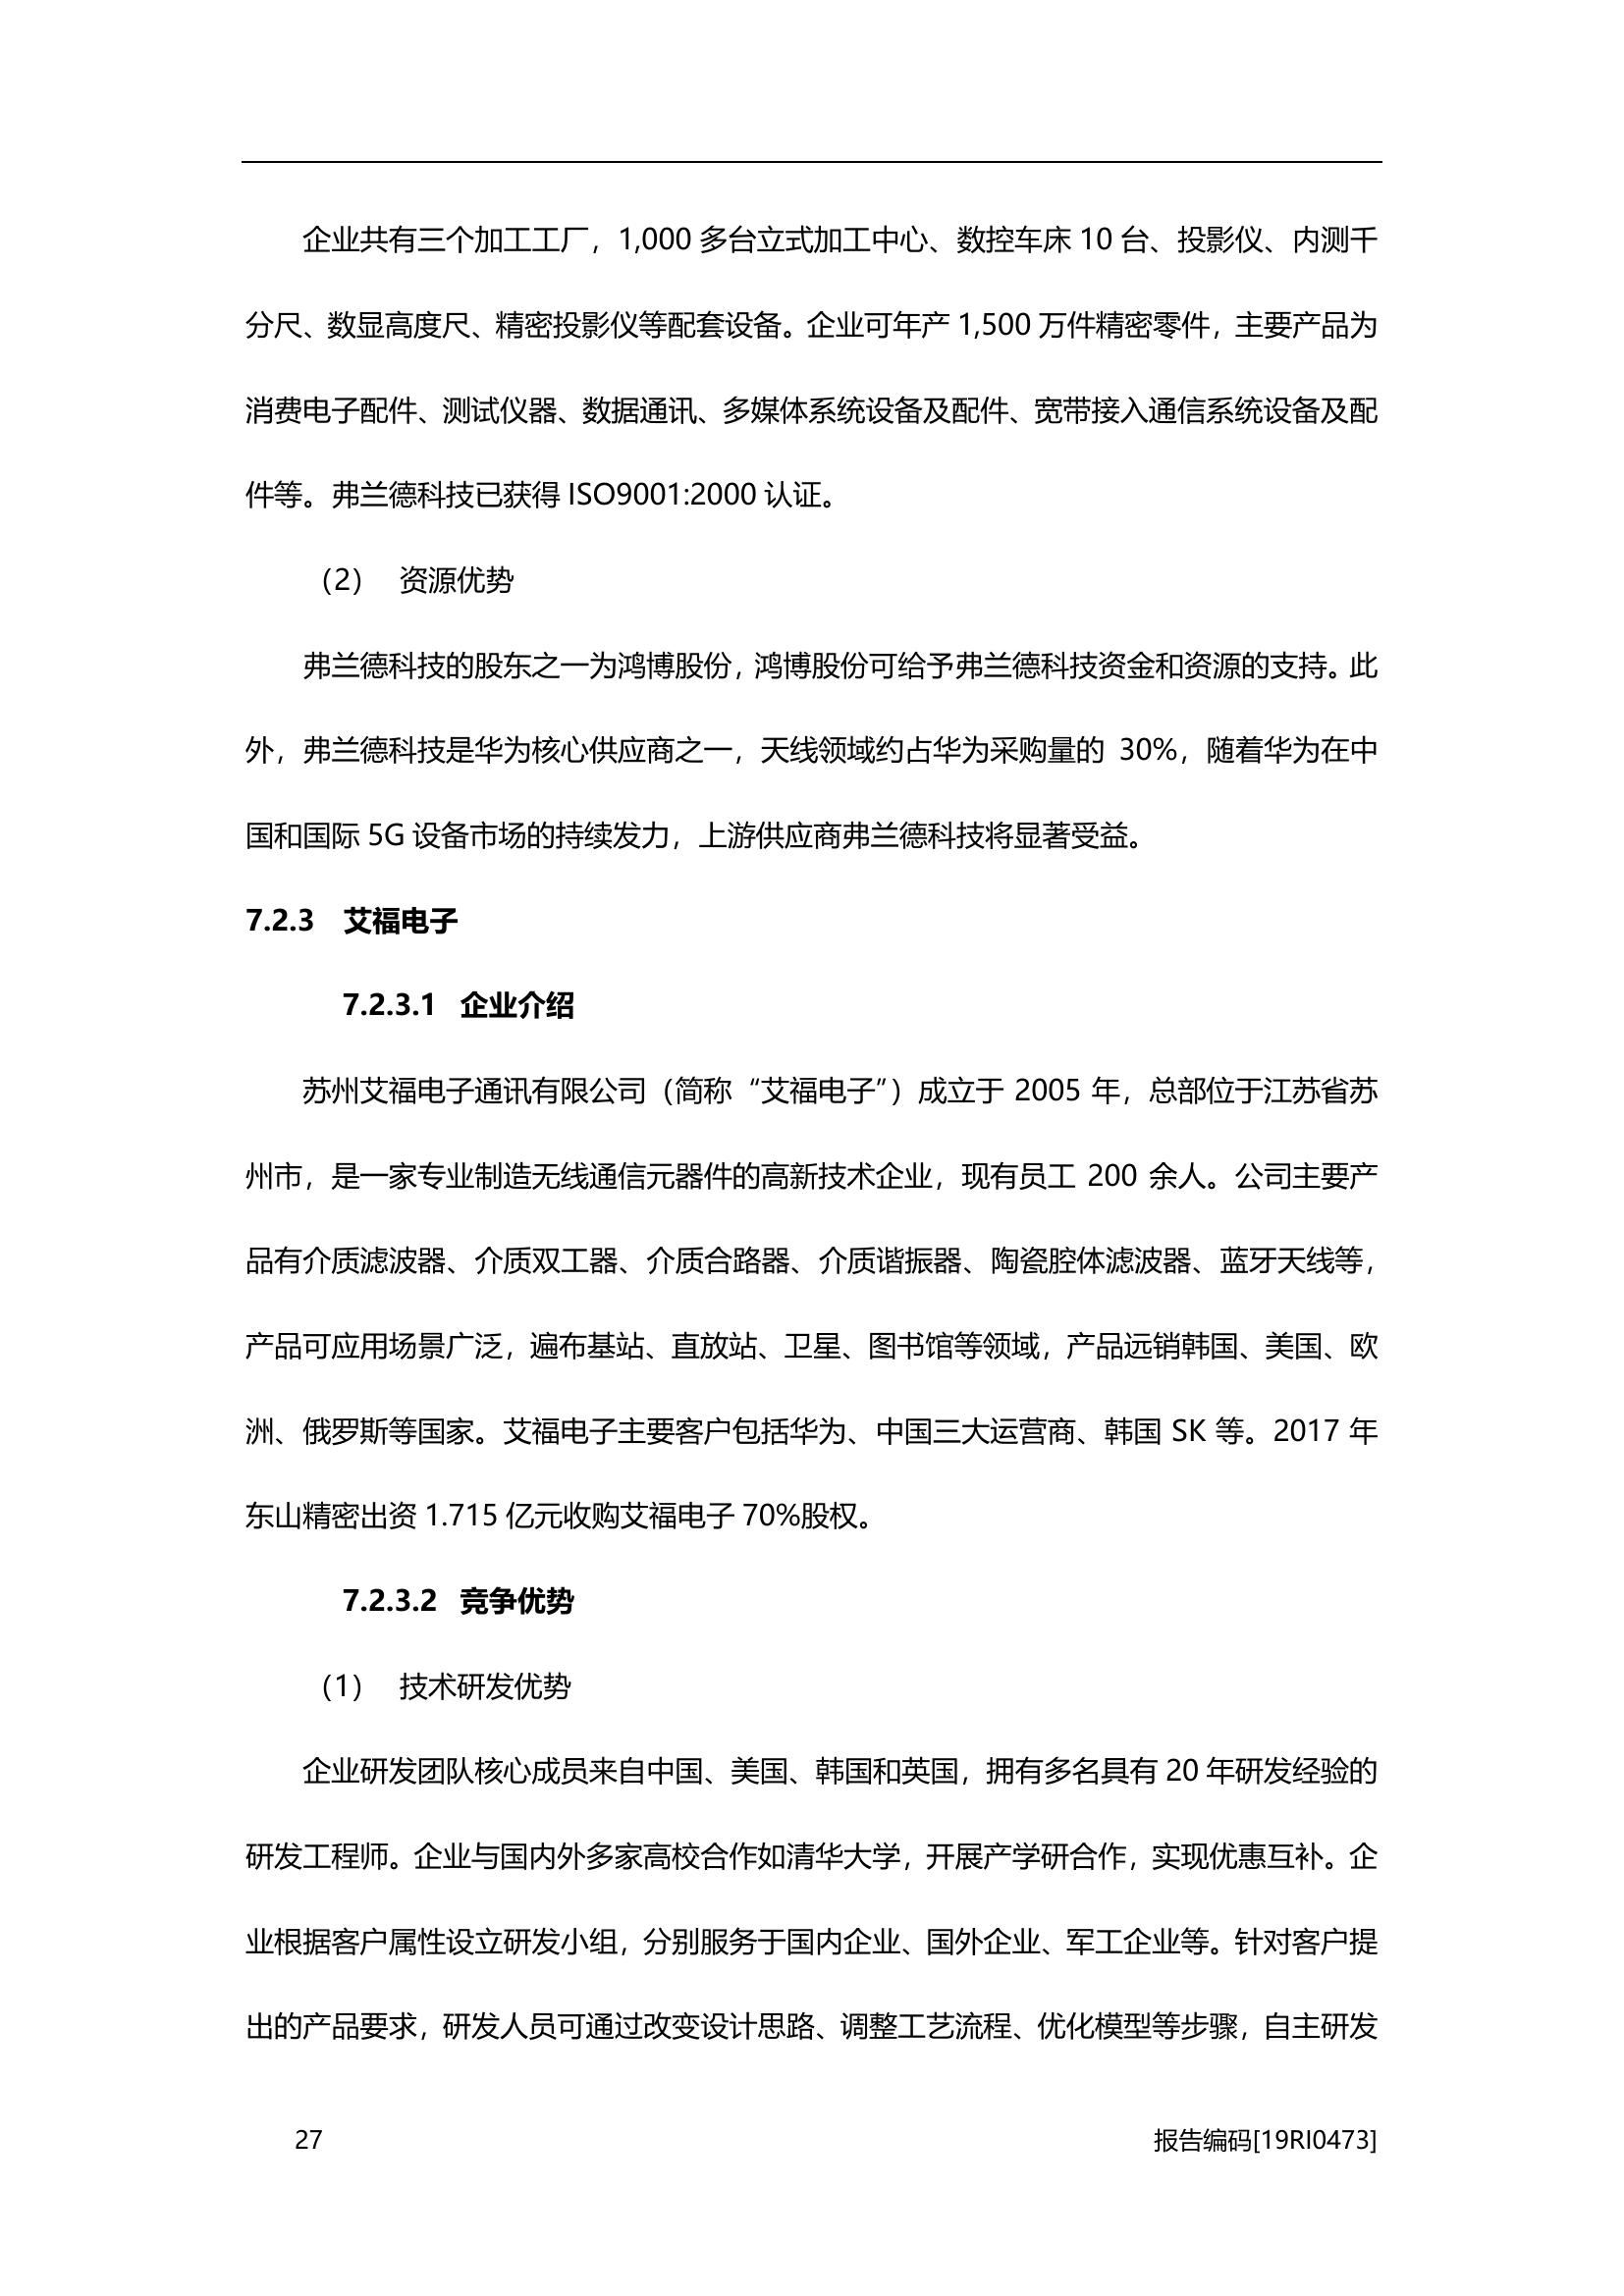 企业共有三个加工工厂，1,000 多台立式加工中心、数控车床 10 台、投影仪、内测千
分尺、数显高度尺、精密投影仪等配套设备。企业可年产 1,500 万件精密零件，主要产品为
消费电子配件、测试仪器、数据通讯、多媒体系统设备及配件、宽带接入通信系统设备及配
件等。弗兰德科技已获得 ISO9001:2000 认证。
（2） 资源优势
弗兰德科技的股东之一为鸿博股份，鸿博股份可给予弗兰德科技资金和资源的支持。此
外，弗兰德科技是华为核心供应商之一，天线领域约占华为采购量的 30%，随着华为在中
国和国际 5G 设备市场的持续发力，上游供应商弗兰德科技将显著受益。
7.2.3 艾福电子
7.2.3.1 企业介绍
苏州艾福电子通讯有限公司（简称“艾福电子”）成立于 2005 年，总部位于江苏省苏
州市，是一家专业制造无线通信元器件的高新技术企业，现有员工 200 余人。公司主要产
品有介质滤波器、介质双工器、介质合路器、介质谐振器、陶瓷腔体滤波器、蓝牙天线等，
产品可应用场景广泛，遍布基站、直放站、卫星、图书馆等领域，产品远销韩国、美国、欧
洲、俄罗斯等国家。艾福电子主要客户包括华为、中国三大运营商、韩国 SK 等。2017 年
东山精密出资 1.715 亿元收购艾福电子 70%股权。
7.2.3.2 竞争优势
（1） 技术研发优势
企业研发团队核心成员来自中国、美国、韩国和英国，拥有多名具有 20 年研发经验的
研发工程师。企业与国内外多家高校合作如清华大学，开展产学研合作，实现优惠互补。企
业根据客户属性设立研发小组，分别服务于国内企业、国外企业、军工企业等。针对客户提
出的产品要求，研发人员可通过改变设计思路、调整工艺流程、优化模型等步骤，自主研发
27 报告编码[19RI0473]